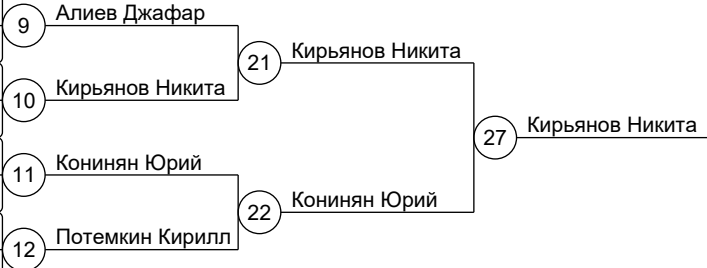 9 Алиев Джафар
21 Кирьянов Никита
10 Кирьянов Никита
27 Кирьянов Никита
11 Конинян Юрий
22 Конинян Юрий
12 Потемкин Кирилл